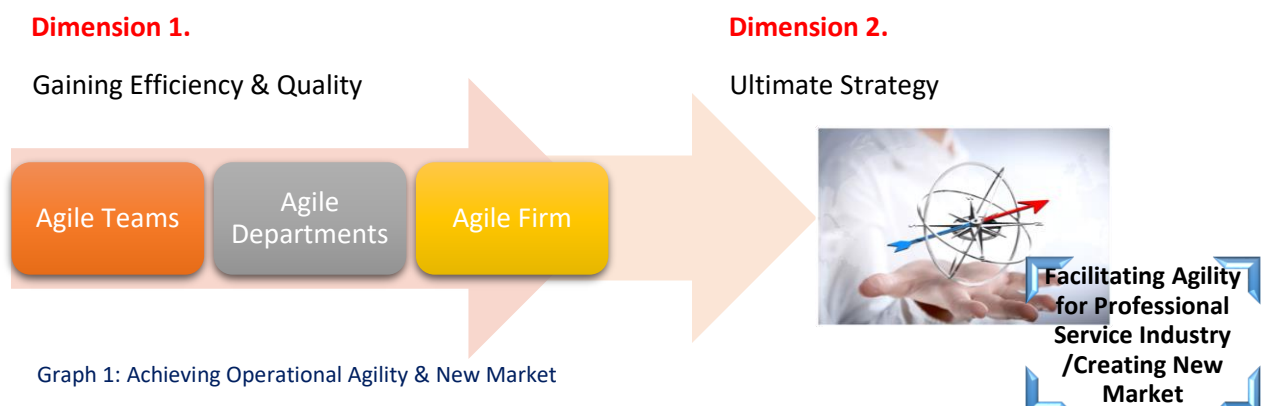 Dimension 1.
Dimension 2.
Gaining Efficiency & Quality
Ultimate Strategy
Agile Teams
Agile
Departments
Agile Firm
Facilitating Agility
for Professional
Service Industry
/Creating New
Market
Graph 1: Achieving Operational Agility & New Market